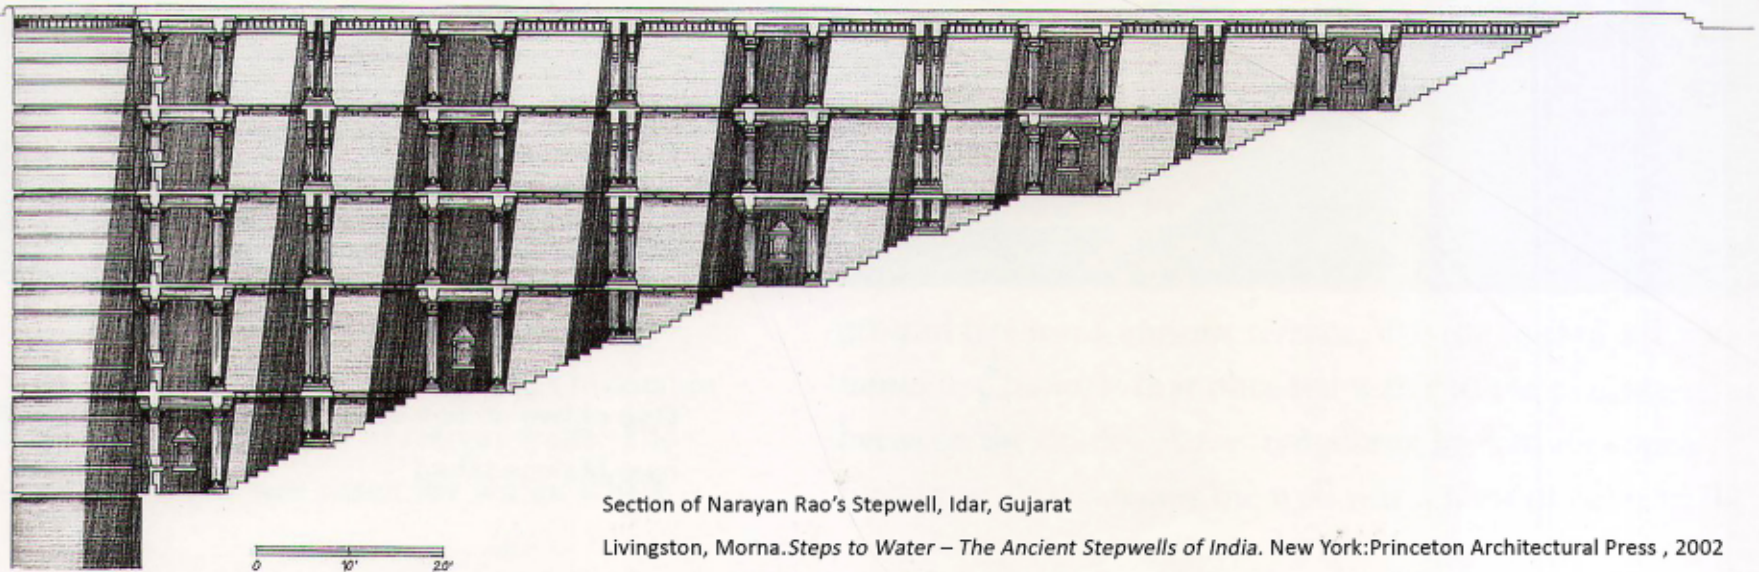 Section of Narayan Rao’s Stepwell, Idar, Gujarat
Livingston, Morna.Steps to Water – The Ancient Stepwells of India. New York:Princeton Architectural Press , 2002
0 10' 20'